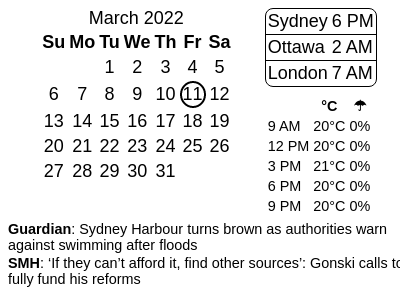 March 2022
Su Mo Tu We Th Fr Sa
1 2 3 4 5
6 7 8 9 10 11 12
13 14 15 16 17 18 19
20 21 22 23 24 25 26
27 28 29 30 31
Sydney 6 PM
Ottawa 2 AM
London 7 AM
°C ☂
9 AM 20°C 0%
12 PM 20°C 0%
3 PM 21°C 0%
6 PM 20°C 0%
9 PM 20°C 0%
Guardian: Sydney Harbour turns brown as authorities warn
against swimming after floods
SMH: ‘If they can’t afford it, find other sources’: Gonski calls to
fully fund his reforms